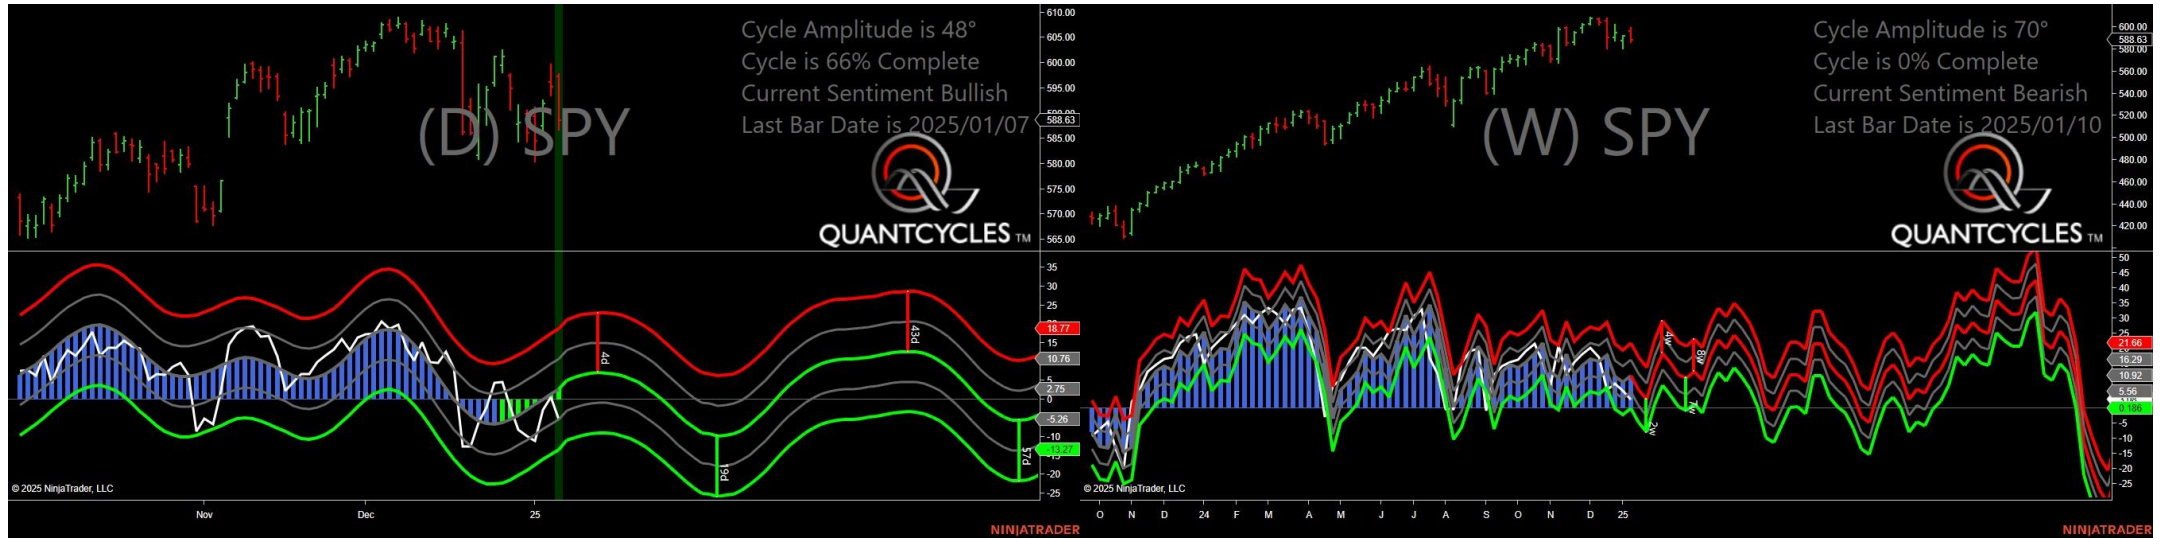 Cycle Amplitude is 48°
Cycle is 66% Complete
Current Sentiment Bullish
Last Bar Date is 2025/01/07
(D) SPY
QUANTCYCLES TM
610.00
605.00
600.00
595.00
590.00
588.63
585.00
580.00
575.00
570.00
565.00
35
30
25
18.77
15
10.76
5
2.75
0
-5.26
-10
-13.27
-15
-20
-25
4d
19d
43d
57d
© 2025 NinjaTrader, LLC
Nov
Dec
25
NINJATRADER
Cycle Amplitude is 70°
Cycle is 0% Complete
Current Sentiment Bearish
Last Bar Date is 2025/01/10
(W) SPY
QUANTCYCLES TM
600.00
588.63
580.00
560.00
540.00
520.00
500.00
480.00
460.00
440.00
420.00
50
45
40
35
30
25
21.66
16.29
10.92
5.56
0.186
-5
-10
-15
-20
-25
2w
4w
8w
© 2025 NinjaTrader, LLC
O N D 24 F M A M J J A S O N D 25
NINJATRADER